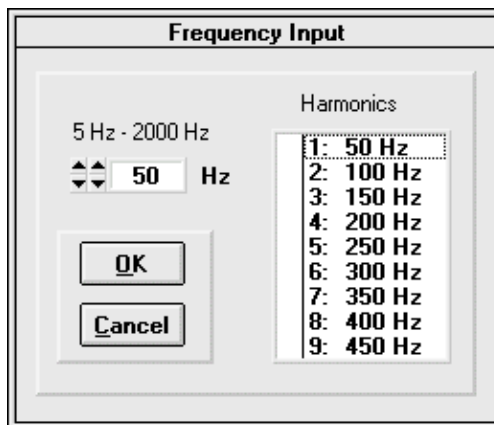 Frequency Input
5 Hz - 2000 Hz
50 Hz
OK
Cancel
Harmonics
1: 50 Hz
2: 100 Hz
3: 150 Hz
4: 200 Hz
5: 250 Hz
6: 300 Hz
7: 350 Hz
8: 400 Hz
9: 450 Hz